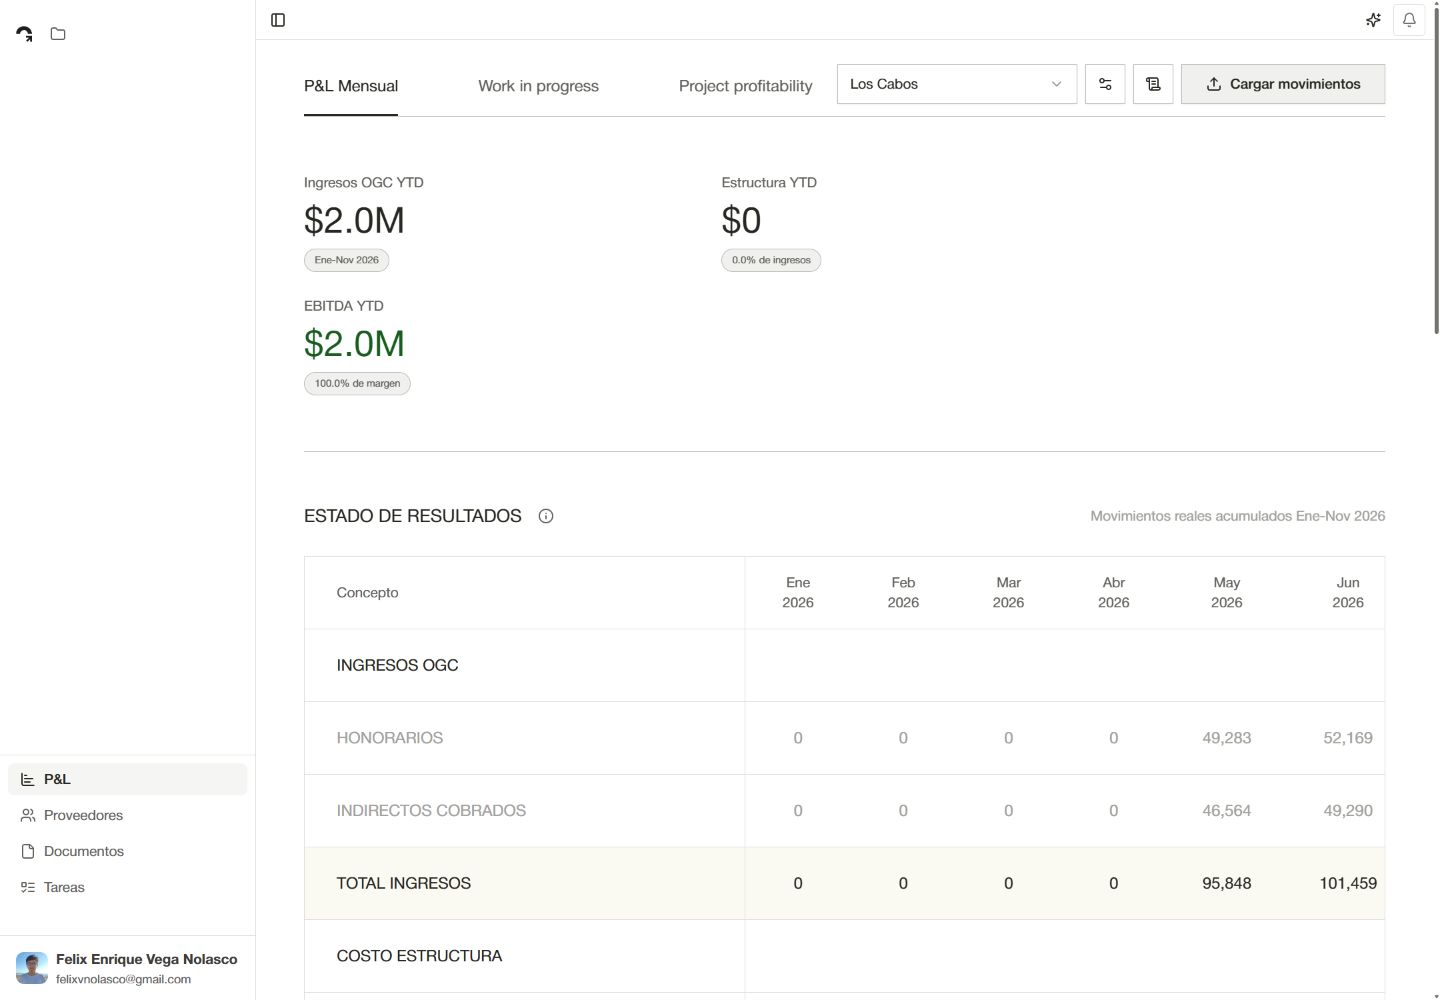 P&L Mensual
Work in progress
Project profitability
Los Cabos
Cargar movimientos
Ingresos OGC YTD
$2.0M
Ene-Nov 2026
Estructura YTD
$0
0.0% de ingresos
EBITDA YTD
$2.0M
100.0% de margen
ESTADO DE RESULTADOS
Movimientos reales acumulados Ene-Nov 2026
Concepto Ene 2026 Feb 2026 Mar 2026 Abr 2026 May 2026 Jun 2026
INGRESOS OGC
HONORARIOS 0 0 0 0 49,283 52,169
INDIRECTOS COBRADOS 0 0 0 0 46,564 49,290
TOTAL INGRESOS 0 0 0 0 95,848 101,459
COSTO ESTRUCTURA
P&L
Proveedores
Documentos
Tareas
Felix Enrique Vega Nolasco
felixvnolasco@gmail.com